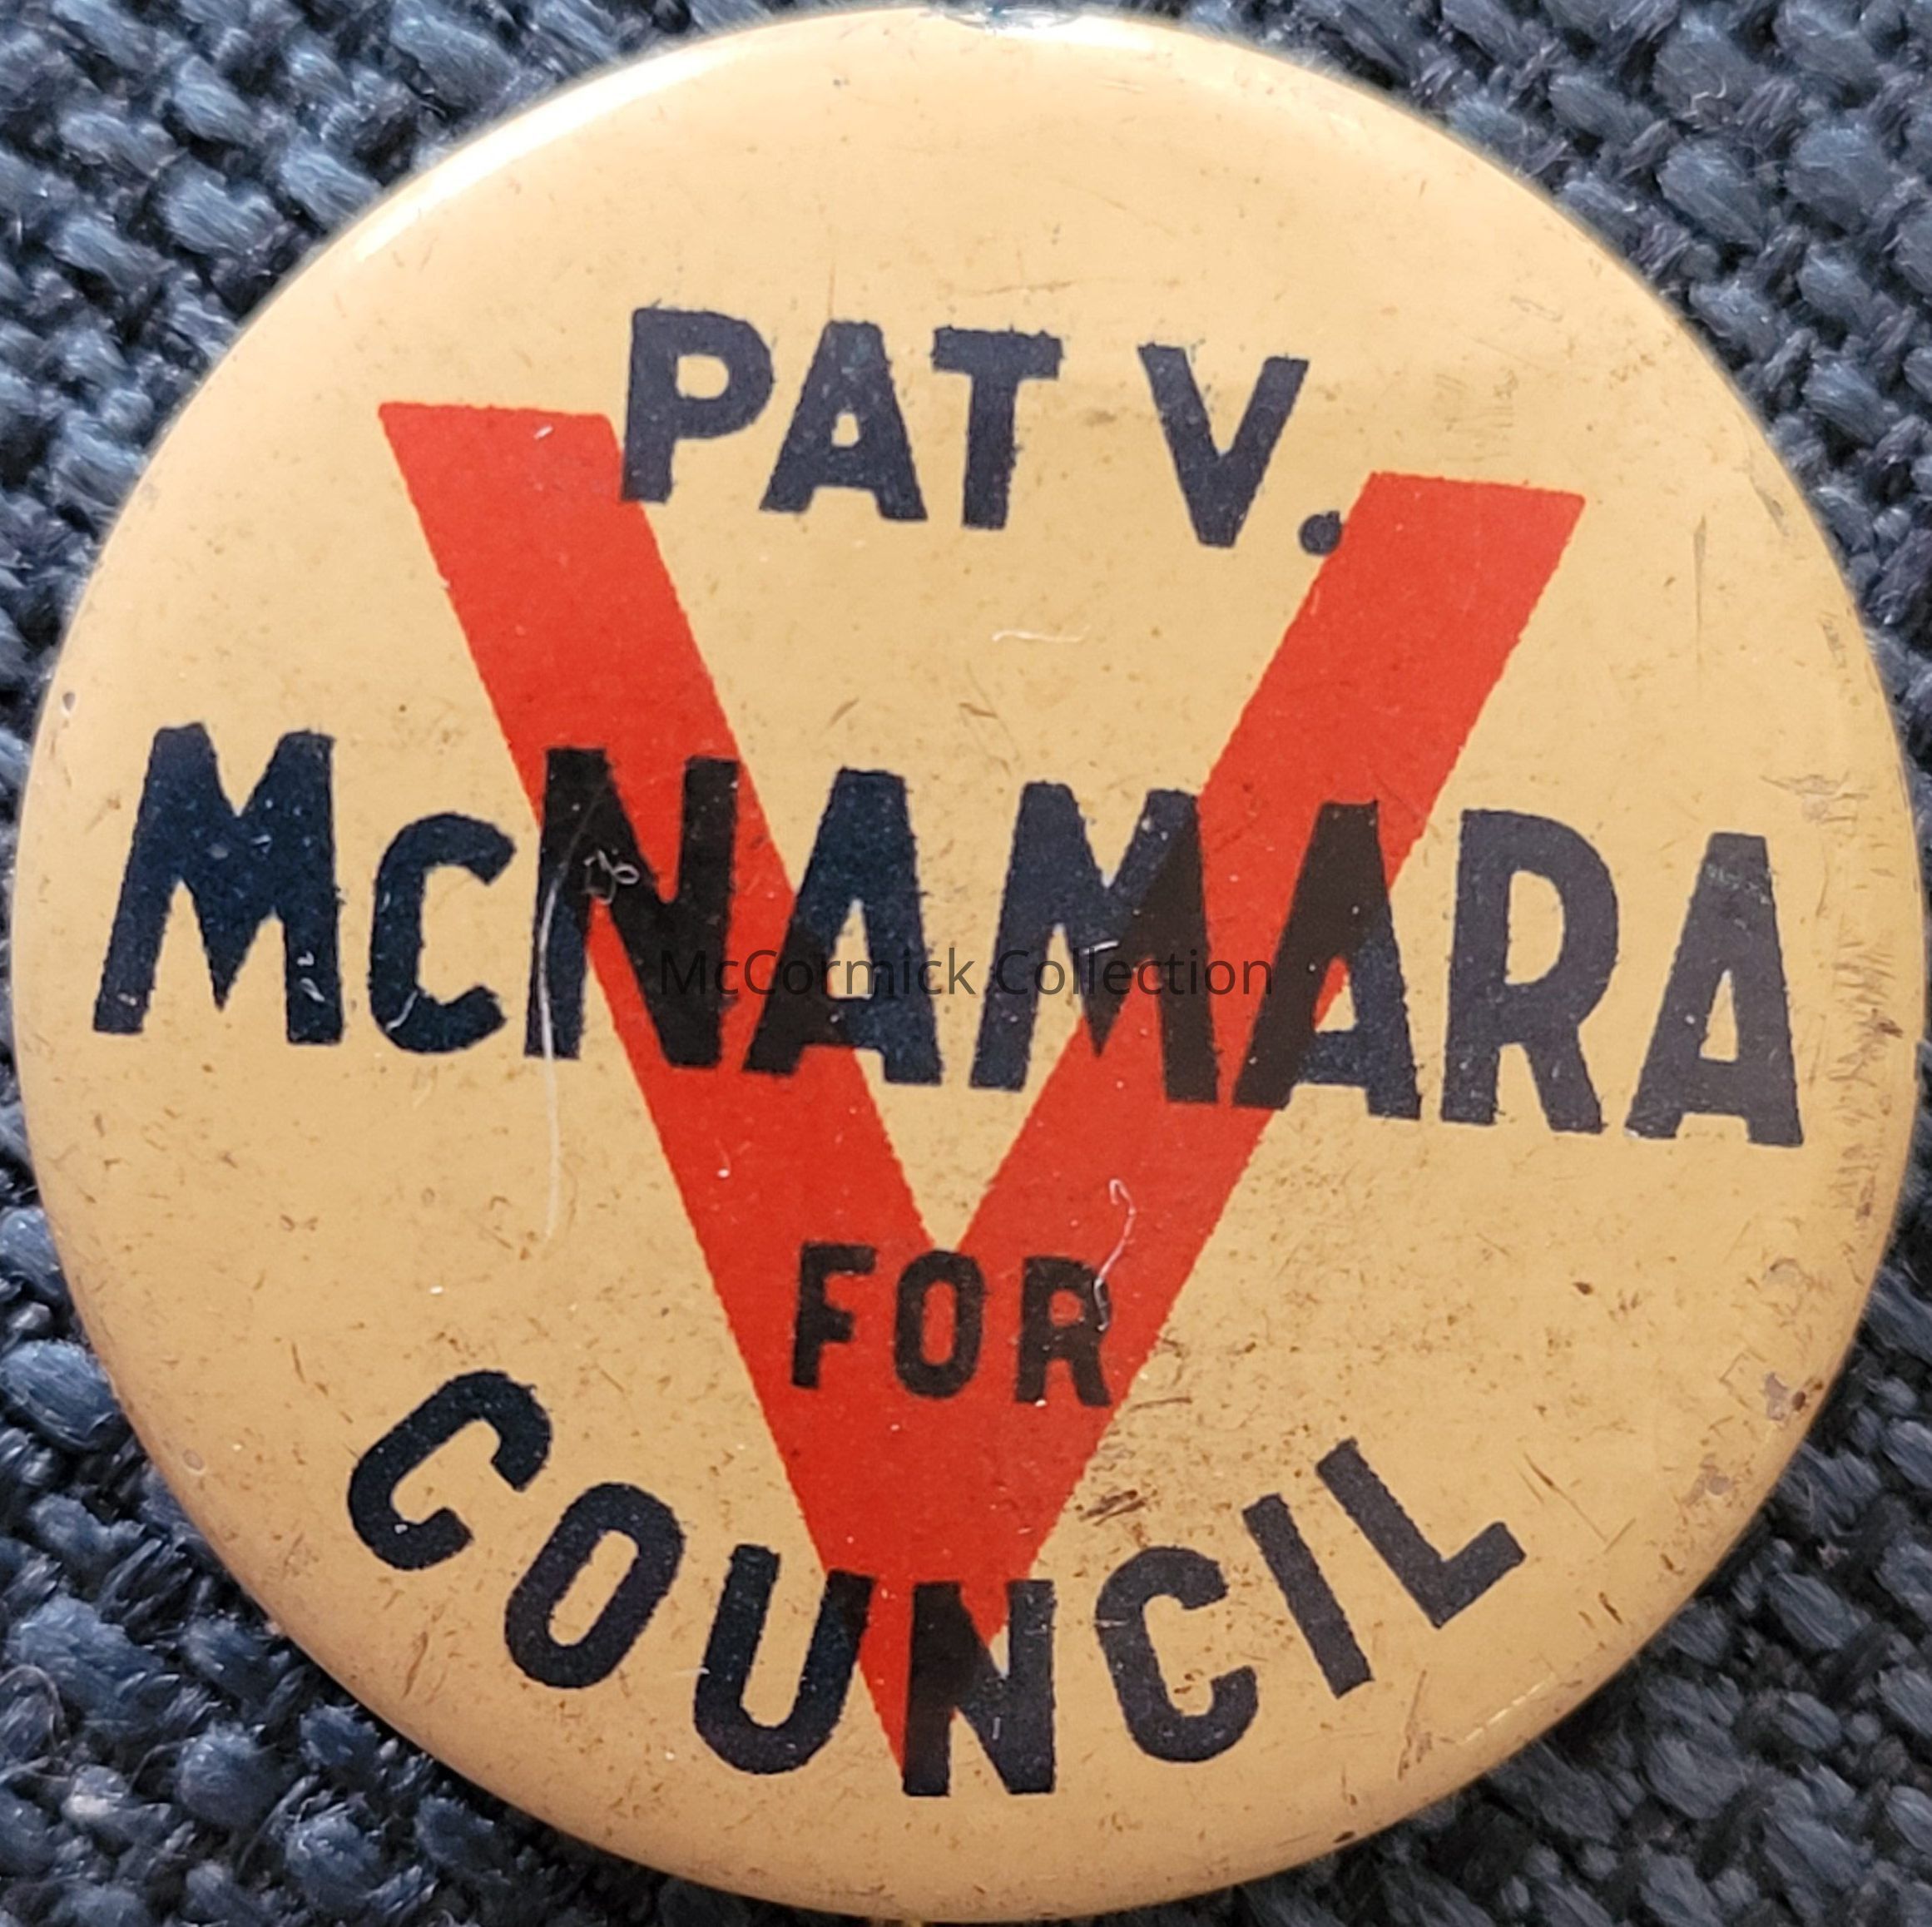 PAT V.
McNAMARA
McCormick Collection
FOR
COUNCIL